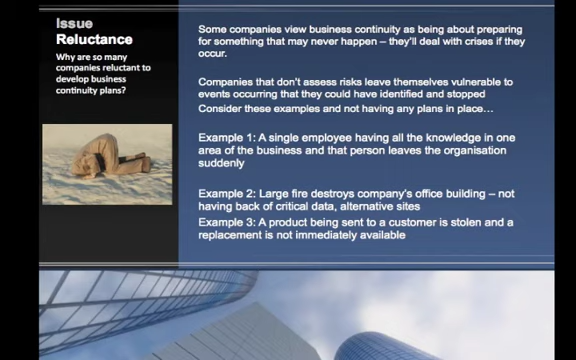 Issue
Reluctance
Why are so many
companies reluctant to
develop business
continuity plans?
Some companies view business continuity as being about preparing
for something that may never happen – they'll deal with crises if they
occur.
Companies that don't assess risks leave themselves vulnerable to
events occurring that they could have identified and stopped
Consider these examples and not having any plans in place…
Example 1: A single employee having all the knowledge in one
area of the business and that person leaves the organisation
suddenly
Example 2: Large fire destroys company's office building – not
having back of critical data, alternative sites
Example 3: A product being sent to a customer is stolen and a
replacement is not immediately available